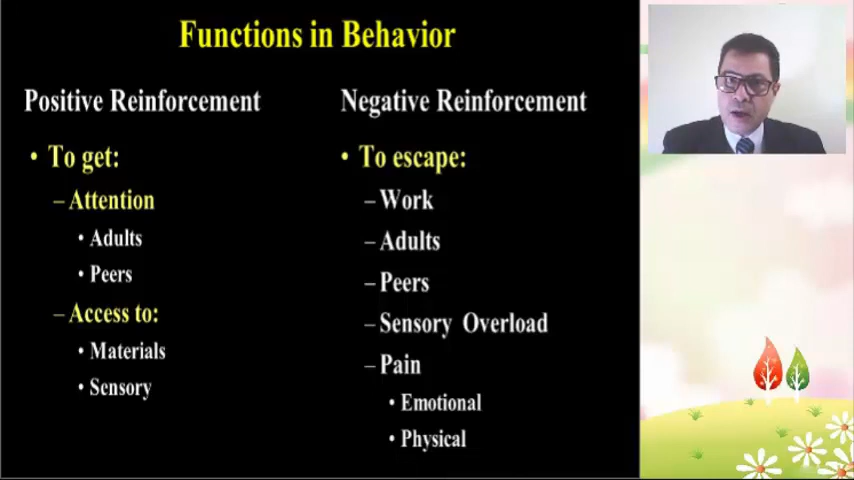 Functions in Behavior
Positive Reinforcement
• To get:
– Attention
• Adults
• Peers
– Access to:
• Materials
• Sensory
Negative Reinforcement
• To escape:
– Work
– Adults
– Peers
– Sensory Overload
– Pain
• Emotional
• Physical